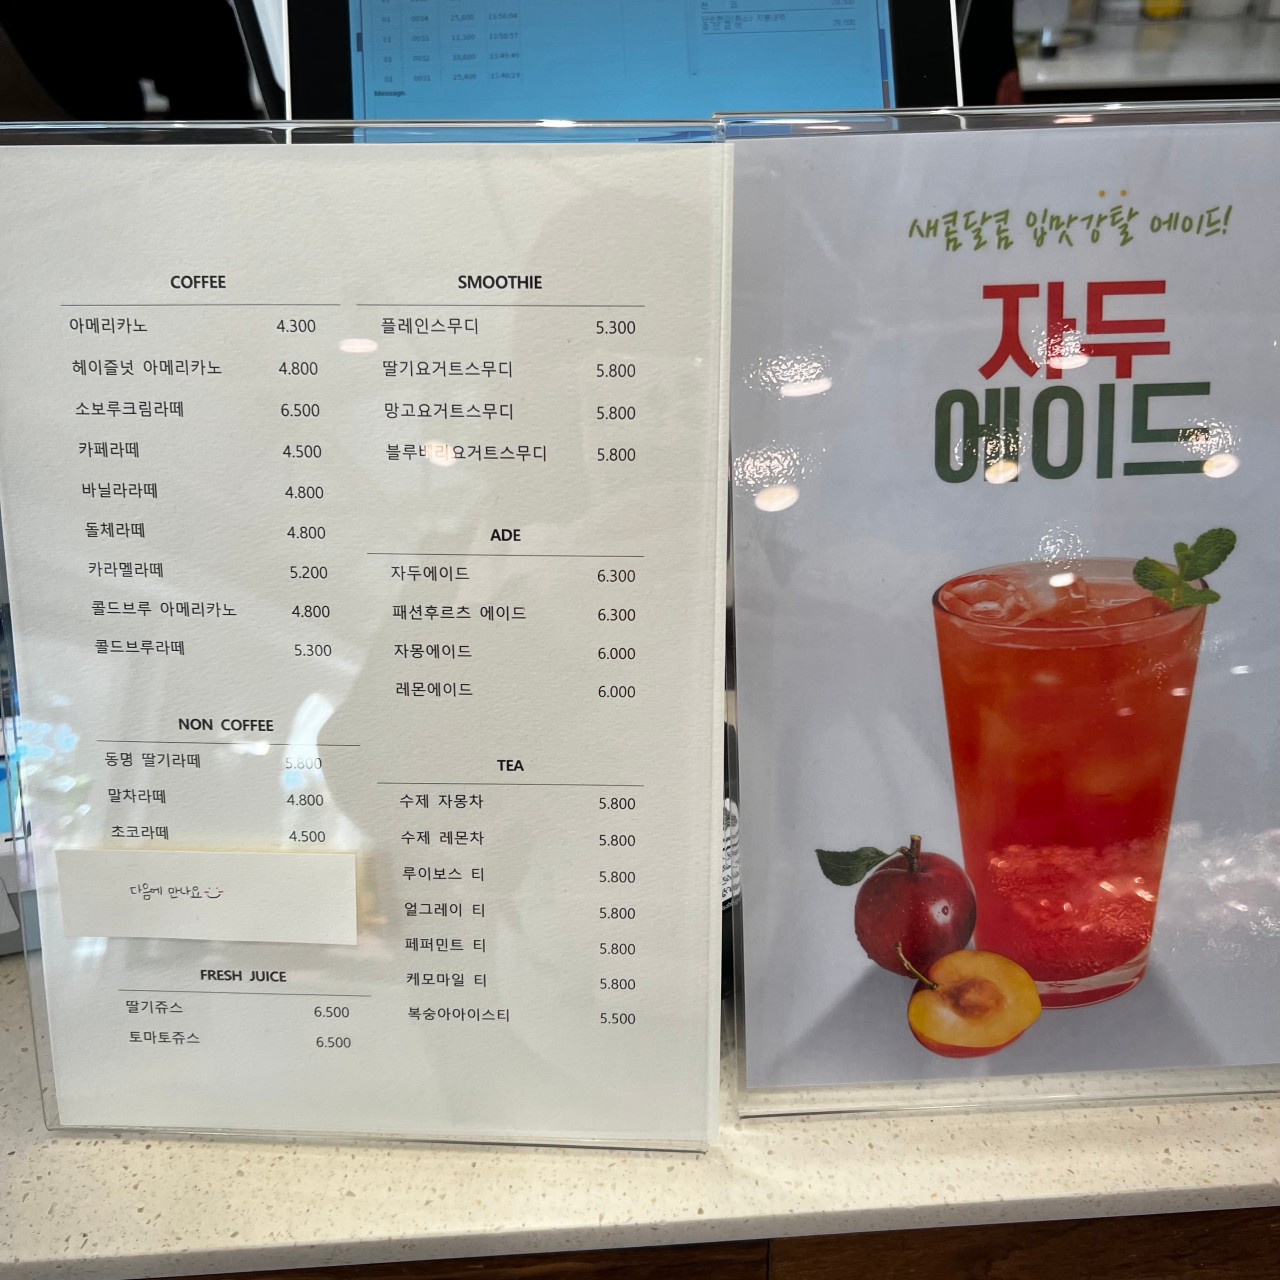 01 0054 25,600 13:50:04
Message
COFFEE
아메리카노 4.300
헤이즐넛 아메리카노 4.800
소보루크림라떼 6.500
카페라떼 4.500
바닐라라떼 4.800
돌체라떼 4.800
카라멜라떼 5.200
콜드브루 아메리카노 4.800
콜드브루라떼 5.300
NON COFFEE
동명 딸기라떼 5.800
말차라떼 4.800
초코라떼 4.500
다음에 만나요
FRESH JUICE
딸기쥬스 6.500
토마토쥬스 6.500
SMOOTHIE
플레인스무디 5.300
딸기요거트스무디 5.800
망고요거트스무디 5.800
블루베리요거트스무디 5.800
ADE
자두에이드 6.300
패션후르츠 에이드 6.300
자몽에이드 6.000
레몬에이드 6.000
TEA
수제 자몽차 5.800
수제 레몬차 5.800
루이보스 티 5.800
얼그레이 티 5.800
페퍼민트 티 5.800
케모마일 티 5.800
복숭아아이스티 5.500
새콤달콤 입맛강탈 에이드!
자두
에이드